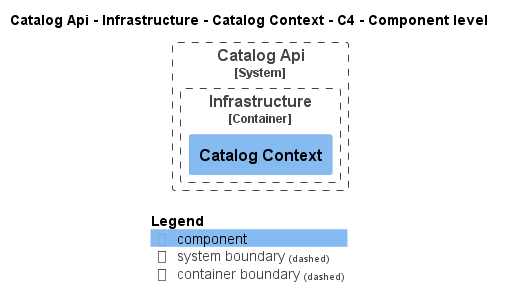 Catalog Api - Infrastructure - Catalog Context - C4 - Component level
Catalog Api
[System]
Infrastructure
[Container]
Catalog Context
Legend
component
system boundary (dashed)
container boundary (dashed)